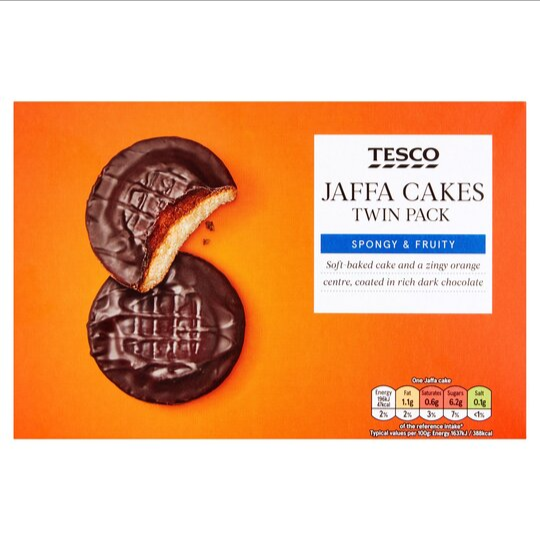 TESCO
JAFFA CAKES
TWIN PACK
SPONGY & FRUITY
Soft-baked cake and a zingy orange
centre, coated in rich dark chocolate
One Jaffa cake
Energy Fat Saturates Sugars Salt
196kJ
47kcal 1.1g 0.6g 6.2g 0.1g
2% 2% 3% 7% <1%
of the reference intake*
Typical values per 100g: Energy 1637kJ / 388kcal